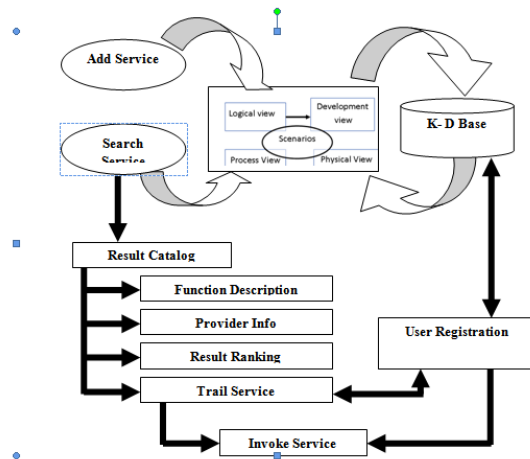 Add Service
Logical view
Development
view
Scenarios
Process View
Physical View
K- D Base
Search
Service
Result Catalog
Function Description
Provider Info
User Registration
Result Ranking
Trail Service
Invoke Service